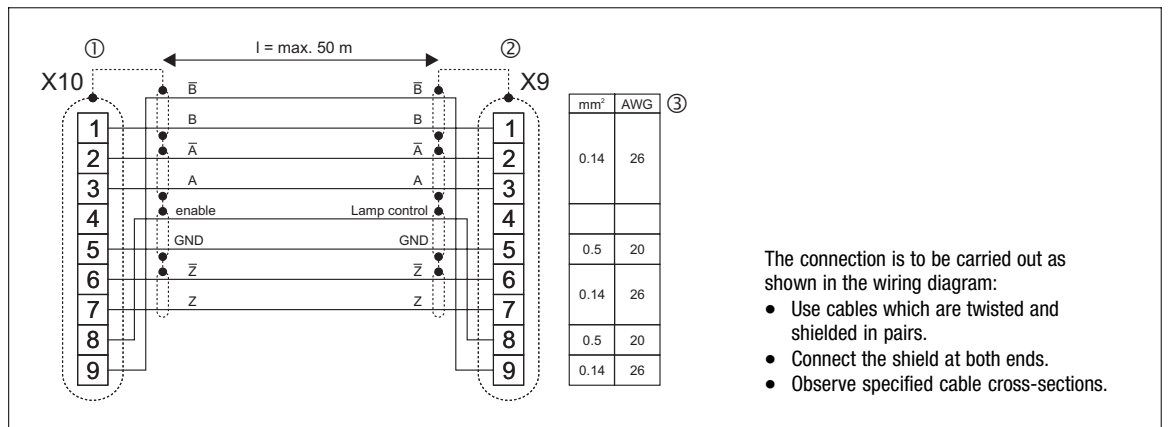 ① l = max. 50 m ②
X10 X9
B̅ B̅
B B
A̅ A̅
A A
enable Lamp control
GND GND
Z̅ Z̅
Z Z
1
2
3
4
5
6
7
8
9
1
2
3
4
5
6
7
8
9
mm² AWG ③
0.14 26
0.5 20
0.14 26
0.5 20
0.14 26
The connection is to be carried out as
shown in the wiring diagram:
● Use cables which are twisted and
shielded in pairs.
● Connect the shield at both ends.
● Observe specified cable cross-sections.